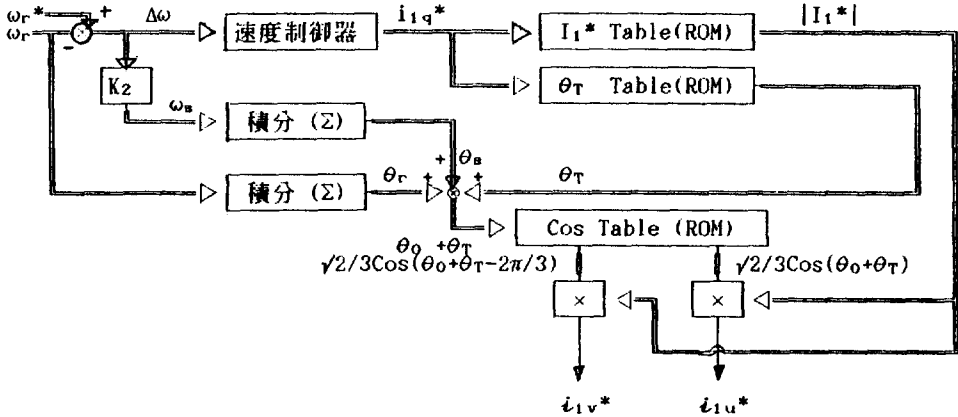 ωr* + Δω 速度制御器 i1q* I1* Table(ROM) |I1*|
ωr -
K2 θT Table(ROM)
ωs 積分 (Σ)
+ θs
θr + + θT
積分 (Σ)
Cos Table (ROM)
θ0 +θT
√2/3Cos(θ0+θT-2π/3) √2/3Cos(θ0+θT)
× ×
i1v* i1u*